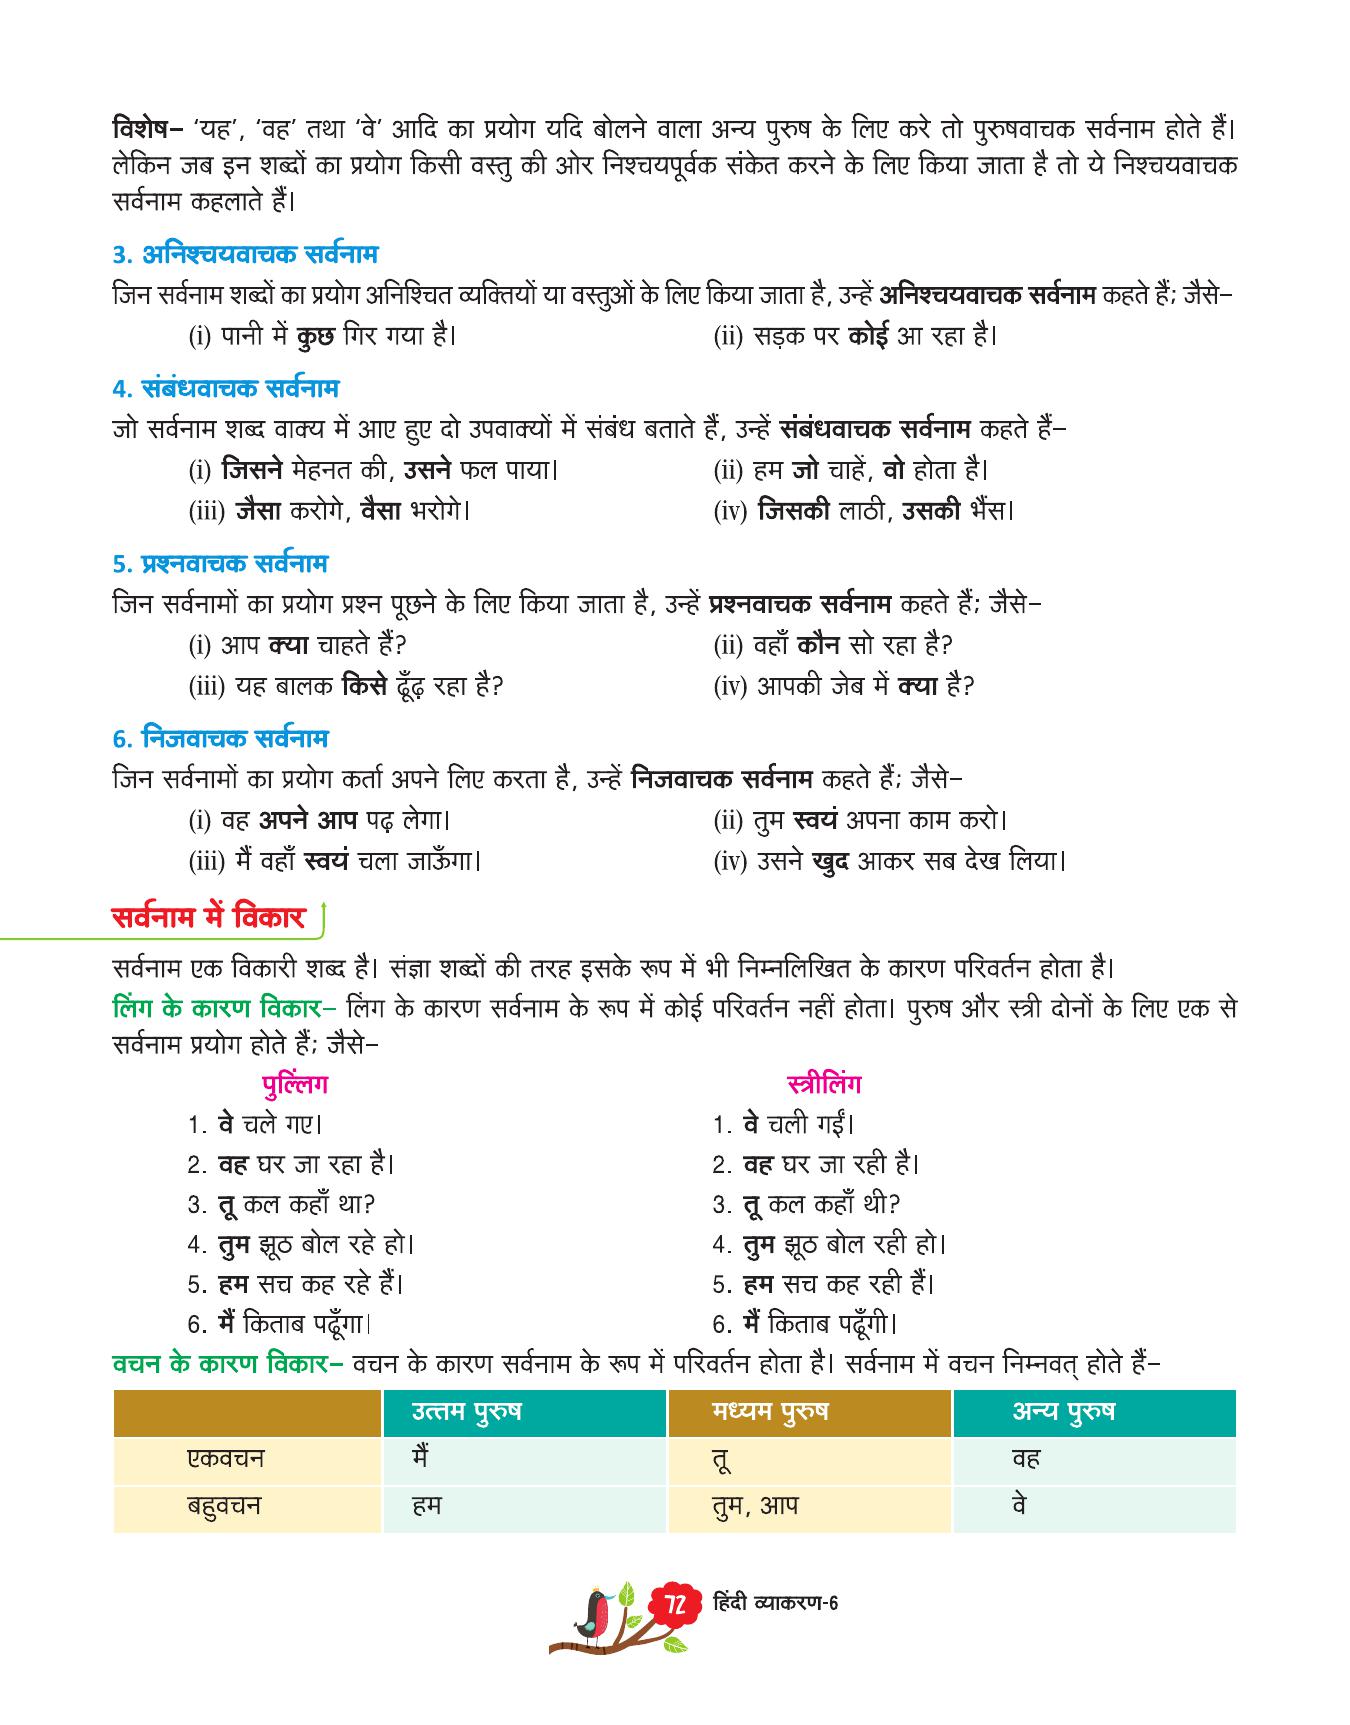 विशेष– ‘यह’, ‘वह’ तथा ‘वे’ आदि का प्रयोग यदि बोलने वाला अन्य पुरुष के लिए करे तो पुरुषवाचक सर्वनाम होते हैं।
लेकिन जब इन शब्दों का प्रयोग किसी वस्तु की ओर निश्चयपूर्वक संकेत करने के लिए किया जाता है तो ये निश्चयवाचक
सर्वनाम कहलाते हैं।
3. अनिश्चयवाचक सर्वनाम
जिन सर्वनाम शब्दों का प्रयोग अनिश्चित व्यक्तियों या वस्तुओं के लिए किया जाता है, उन्हें अनिश्चयवाचक सर्वनाम कहते हैं; जैसे–
(i) पानी में कुछ गिर गया है। (ii) सड़क पर कोई आ रहा है।
4. संबंधवाचक सर्वनाम
जो सर्वनाम शब्द वाक्य में आए हुए दो उपवाक्यों में संबंध बताते हैं, उन्हें संबंधवाचक सर्वनाम कहते हैं–
(i) जिसने मेहनत की, उसने फल पाया। (ii) हम जो चाहें, वो होता है।
(iii) जैसा करोगे, वैसा भरोगे। (iv) जिसकी लाठी, उसकी भैंस।
5. प्रश्नवाचक सर्वनाम
जिन सर्वनामों का प्रयोग प्रश्न पूछने के लिए किया जाता है, उन्हें प्रश्नवाचक सर्वनाम कहते हैं; जैसे–
(i) आप क्या चाहते हैं? (ii) वहाँ कौन सो रहा है?
(iii) यह बालक किसे ढूँढ़ रहा है? (iv) आपकी जेब में क्या है?
6. निजवाचक सर्वनाम
जिन सर्वनामों का प्रयोग कर्ता अपने लिए करता है, उन्हें निजवाचक सर्वनाम कहते हैं; जैसे–
(i) वह अपने आप पढ़ लेगा। (ii) तुम स्वयं अपना काम करो।
(iii) मैं वहाँ स्वयं चला जाऊँगा। (iv) उसने खुद आकर सब देख लिया।
सर्वनाम में विकार
सर्वनाम एक विकारी शब्द है। संज्ञा शब्दों की तरह इसके रूप में भी निम्नलिखित के कारण परिवर्तन होता है।
लिंग के कारण विकार– लिंग के कारण सर्वनाम के रूप में कोई परिवर्तन नहीं होता। पुरुष और स्त्री दोनों के लिए एक से
सर्वनाम प्रयोग होते हैं; जैसे–
पुल्लिंग स्त्रीलिंग
1. वे चले गए। 1. वे चली गईं।
2. वह घर जा रहा है। 2. वह घर जा रही है।
3. तू कल कहाँ था? 3. तू कल कहाँ थी?
4. तुम झूठ बोल रहे हो। 4. तुम झूठ बोल रही हो।
5. हम सच कह रहे हैं। 5. हम सच कह रही हैं।
6. मैं किताब पढूँगा। 6. मैं किताब पढूँगी।
वचन के कारण विकार– वचन के कारण सर्वनाम के रूप में परिवर्तन होता है। सर्वनाम में वचन निम्नवत् होते हैं–
उत्तम पुरुष मध्यम पुरुष अन्य पुरुष
एकवचन मैं तू वह
बहुवचन हम तुम, आप वे
72 हिंदी व्याकरण-6